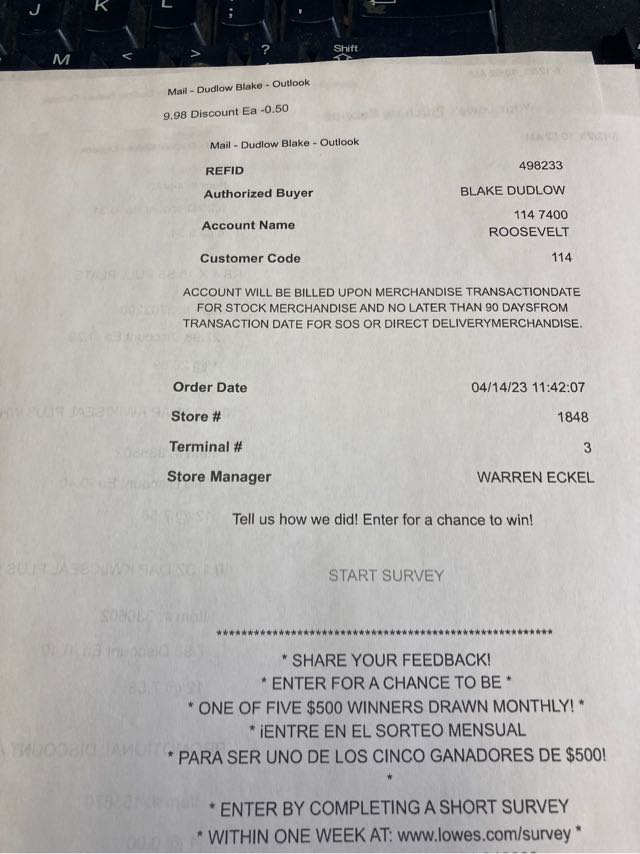 J K L ;
:
M < > ? Shift
Mail - Dudlow Blake - Outlook
9.98 Discount Ea -0.50
Mail - Dudlow Blake - Outlook
REFID 498233
Authorized Buyer BLAKE DUDLOW
Account Name 114 7400
ROOSEVELT
Customer Code 114
ACCOUNT WILL BE BILLED UPON MERCHANDISE TRANSACTIONDATE
FOR STOCK MERCHANDISE AND NO LATER THAN 90 DAYSFROM
TRANSACTION DATE FOR SOS OR DIRECT DELIVERYMERCHANDISE.
Order Date 04/14/23 11:42:07
Store # 1848
Terminal # 3
Store Manager WARREN ECKEL
Tell us how we did! Enter for a chance to win!
START SURVEY
******************************************************
* SHARE YOUR FEEDBACK!
* ENTER FOR A CHANCE TO BE *
* ONE OF FIVE $500 WINNERS DRAWN MONTHLY! *
* ¡ENTRE EN EL SORTEO MENSUAL
* PARA SER UNO DE LOS CINCO GANADORES DE $500!
*
* ENTER BY COMPLETING A SHORT SURVEY
* WITHIN ONE WEEK AT: www.lowes.com/survey *